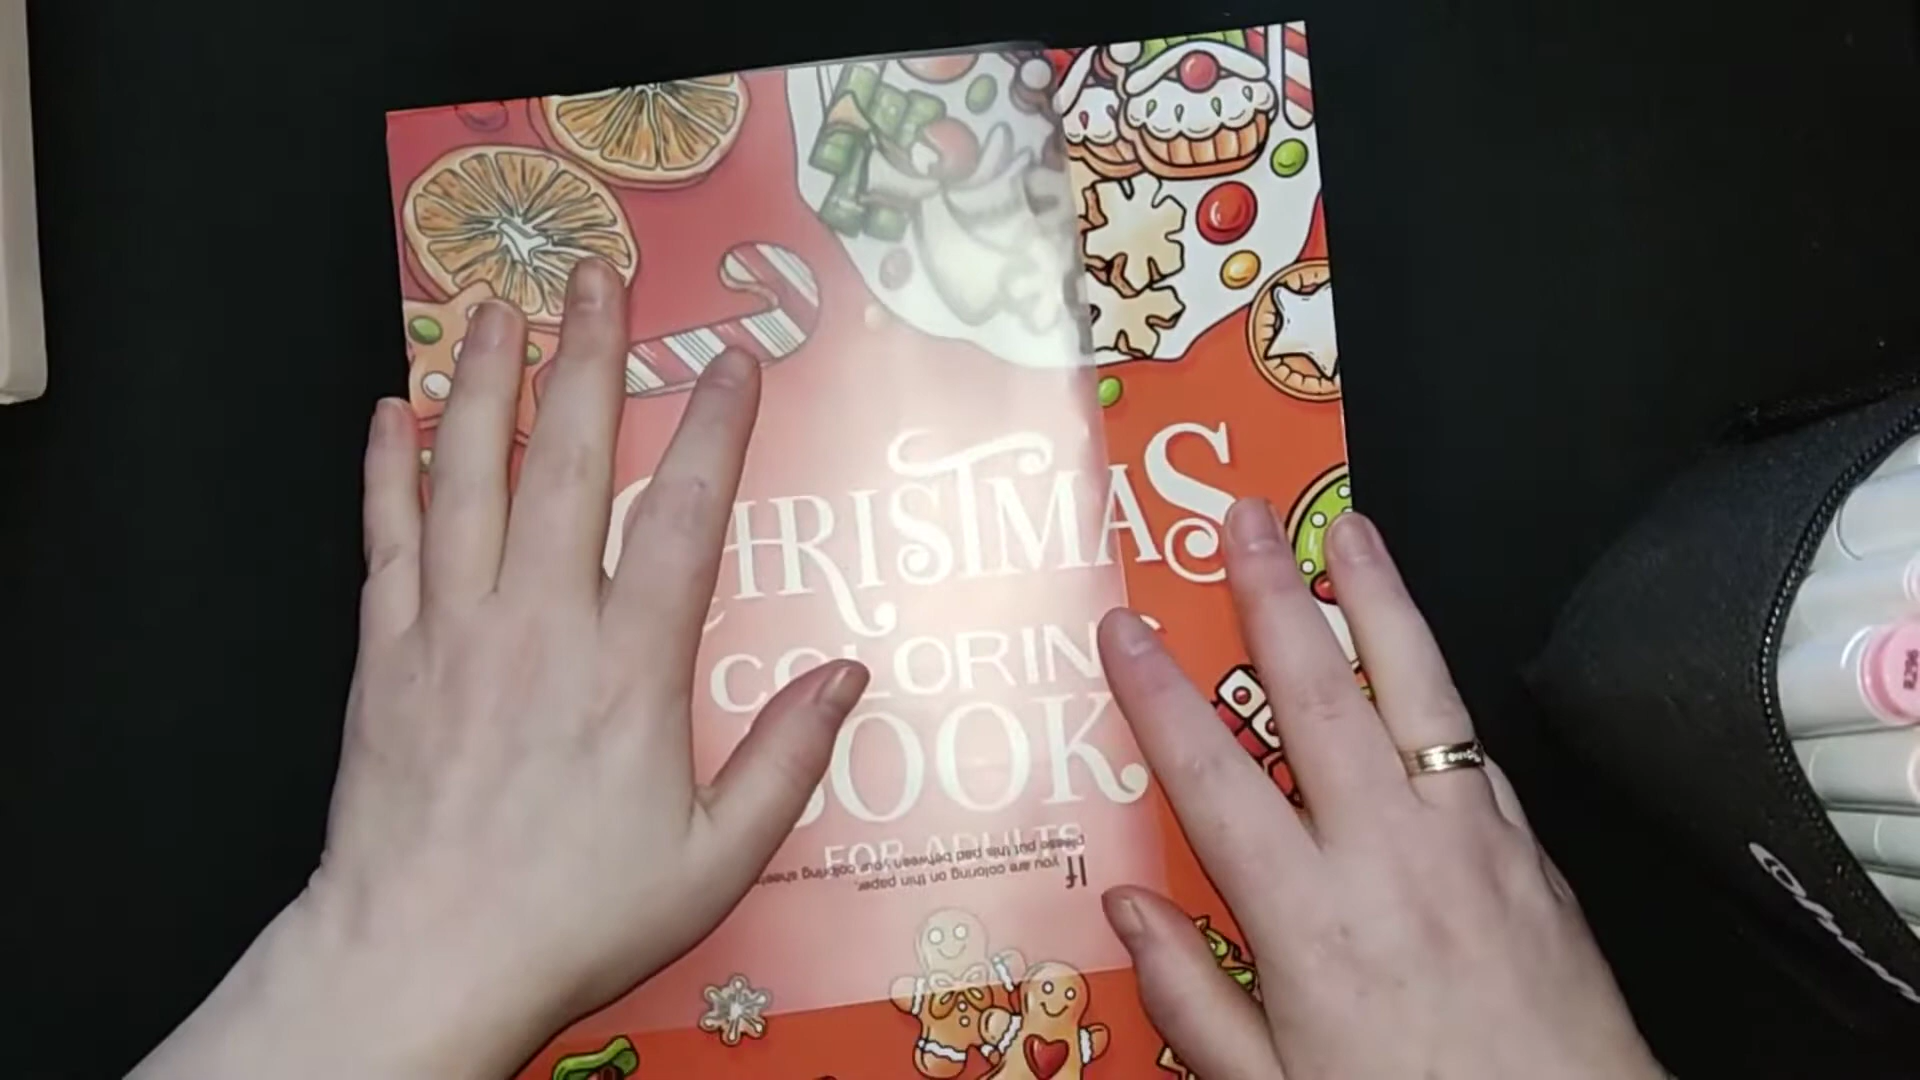 CHRISTMAS
COLORING
BOOK
FOR ADULTS
If you are coloring on thin paper,
please put this pad between your coloring sheets
Ohuhu